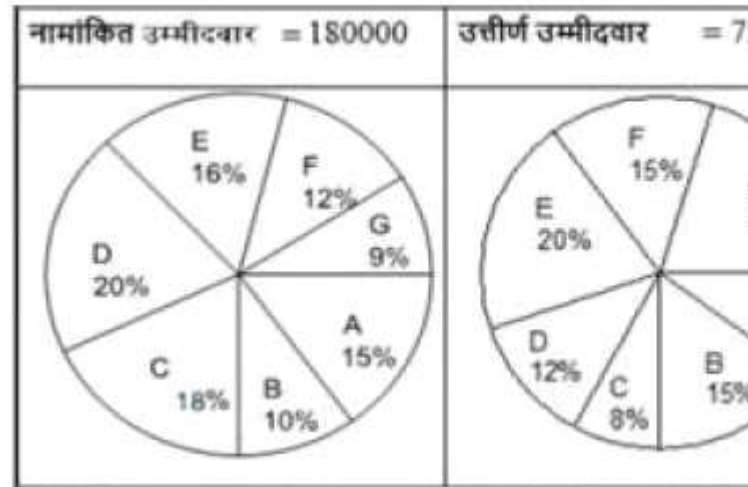 नामांकित उम्मीदवार = 180000
उत्तीर्ण उम्मीदवार = 7
E
16%
F
12%
G
9%
D
20%
A
15%
C
18%
B
10%
F
15%
E
20%
D
12%
C
8%
B
15%